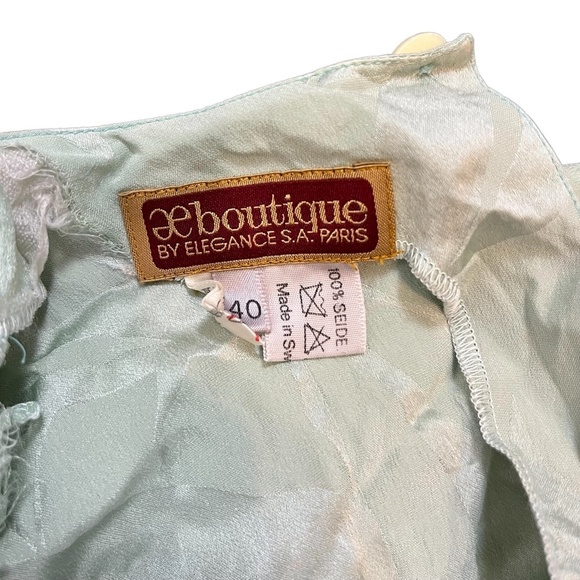 æboutique
BY ELEGANCE S.A. PARIS
40
100% SEIDE
Made in Sw